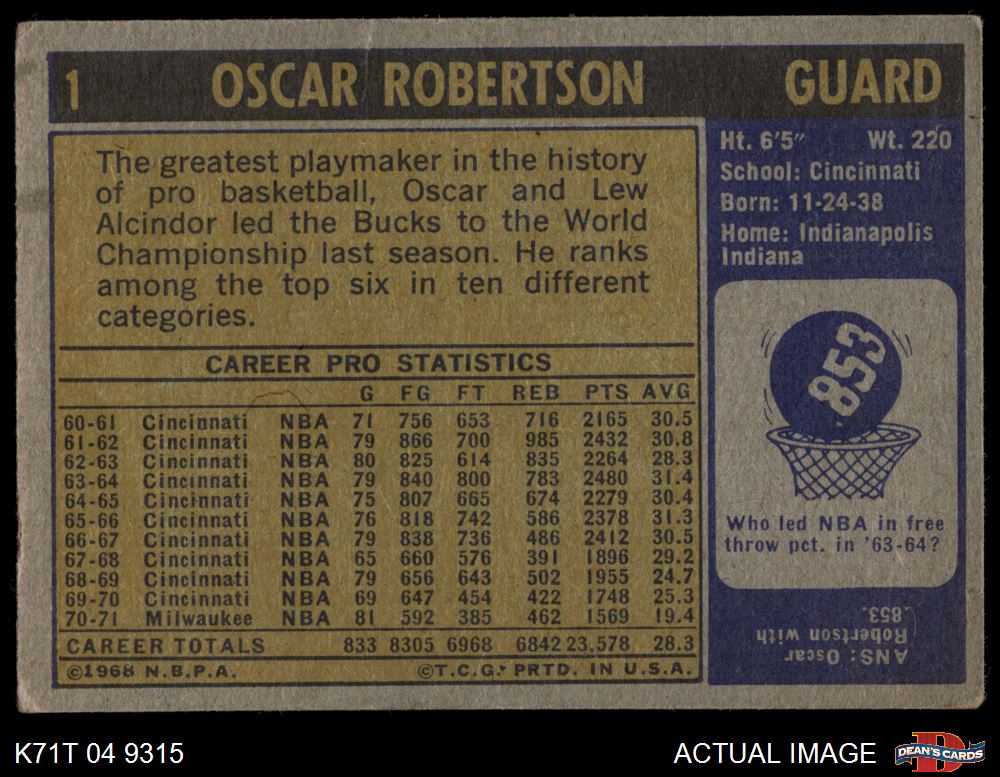 1 OSCAR ROBERTSON GUARD
The greatest playmaker in the history
of pro basketball, Oscar and Lew
Alcindor led the Bucks to the World
Championship last season. He ranks
among the top six in ten different
categories.
Ht. 6'5" Wt. 220
School: Cincinnati
Born: 11-24-38
Home: Indianapolis
Indiana
CAREER PRO STATISTICS
G FG FT REB PTS AVG
60-61 Cincinnati NBA 71 756 653 716 2165 30.5
61-62 Cincinnati NBA 79 866 700 985 2432 30.8
62-63 Cincinnati NBA 80 825 614 835 2264 28.3
63-64 Cincinnati NBA 79 840 800 783 2480 31.4
64-65 Cincinnati NBA 75 807 665 674 2279 30.4
65-66 Cincinnati NBA 76 818 742 586 2378 31.3
66-67 Cincinnati NBA 79 838 736 486 2412 30.5
67-68 Cincinnati NBA 65 660 576 391 1896 29.2
68-69 Cincinnati NBA 79 656 643 502 1955 24.7
69-70 Cincinnati NBA 69 647 454 422 1748 25.3
70-71 Milwaukee NBA 81 592 385 462 1569 19.4
CAREER TOTALS 833 8305 6968 6842 23,578 28.3
©1968 N.B.P.A. ©T.C.G. PRTD. IN U.S.A.
853
Who led NBA in free
throw pct. in '63-64?
ANS: Oscar
Robertson with
.853.
K71T 04 9315 ACTUAL IMAGE
D
DEAN'S CARDS